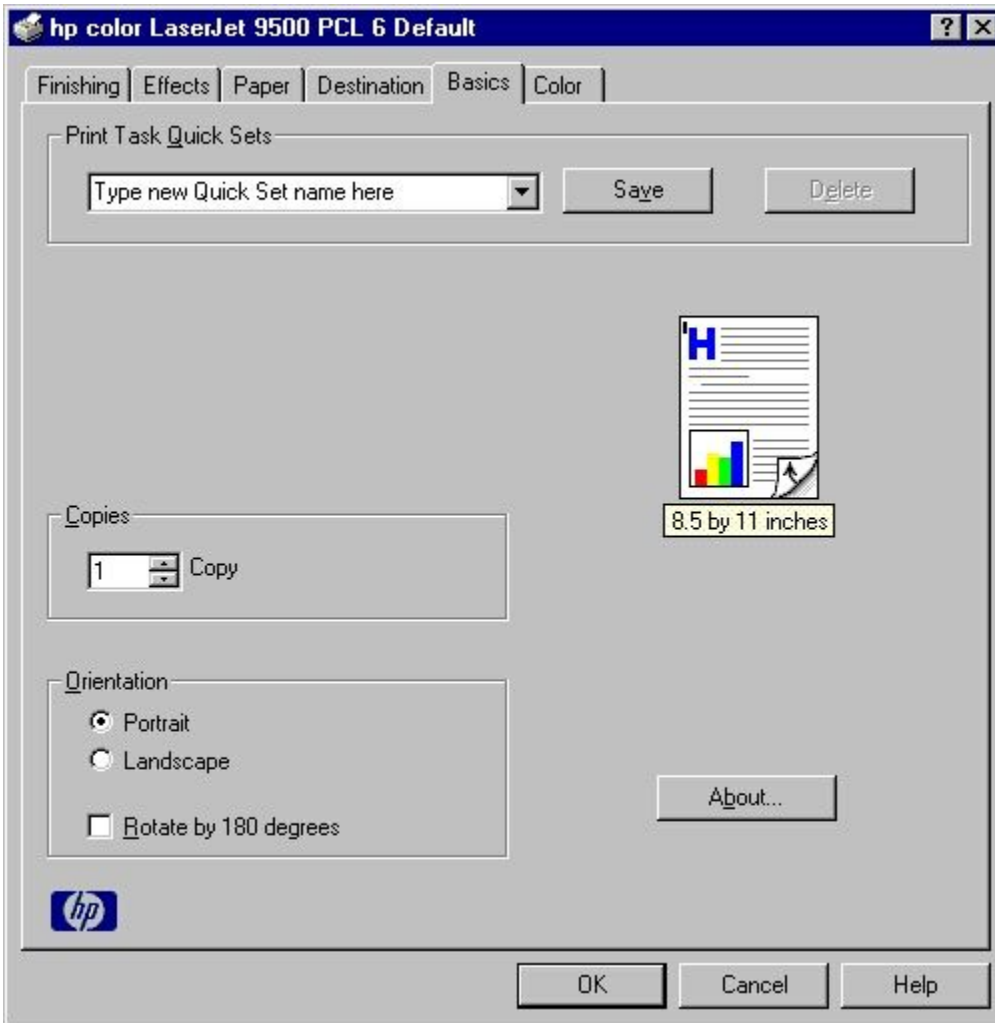 hp color LaserJet 9500 PCL 6 Default
Finishing Effects Paper Destination Basics Color
Print Task Quick Sets
Type new Quick Set name here Save Delete
H
8.5 by 11 inches
Copies
1 Copy
Orientation
Portrait
Landscape
Rotate by 180 degrees
About...
hp
OK Cancel Help